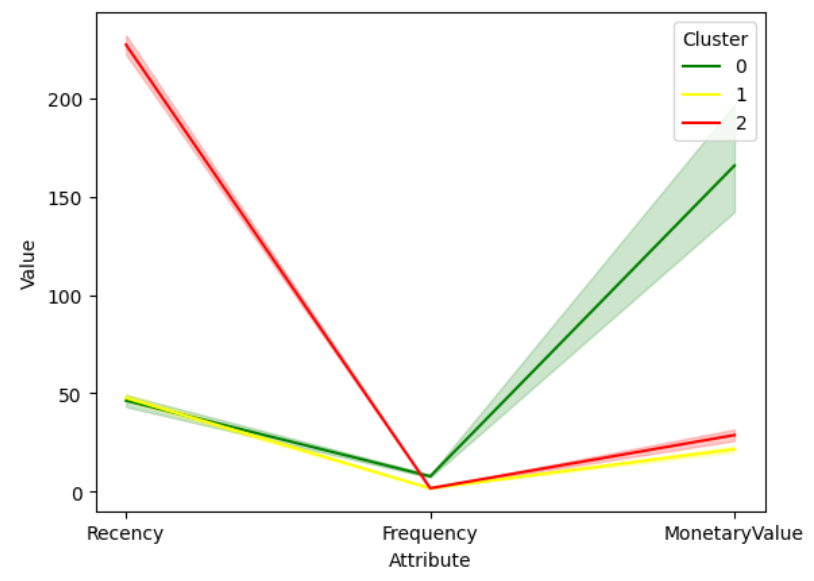 Cluster
0
1
2
200
150
100
50
0
Value
Recency
Frequency
MonetaryValue
Attribute